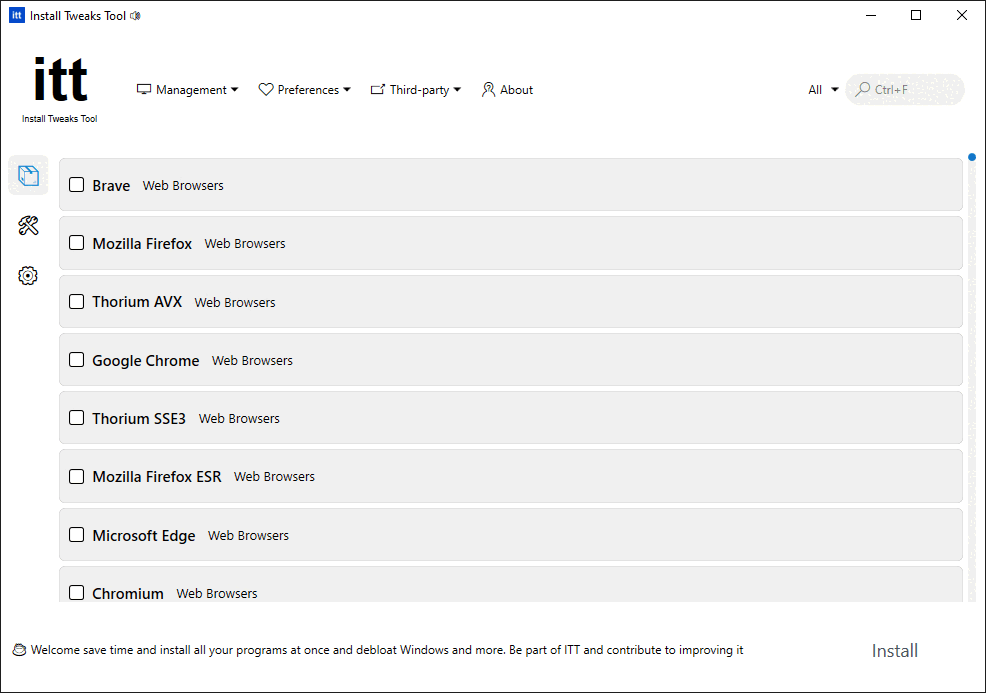 itt Install Tweaks Tool
itt
Install Tweaks Tool
Management Preferences Third-party About
All Ctrl+F
Brave Web Browsers
Mozilla Firefox Web Browsers
Thorium AVX Web Browsers
Google Chrome Web Browsers
Thorium SSE3 Web Browsers
Mozilla Firefox ESR Web Browsers
Microsoft Edge Web Browsers
Chromium Web Browsers
Welcome save time and install all your programs at once and debloat Windows and more. Be part of ITT and contribute to improving it
Install